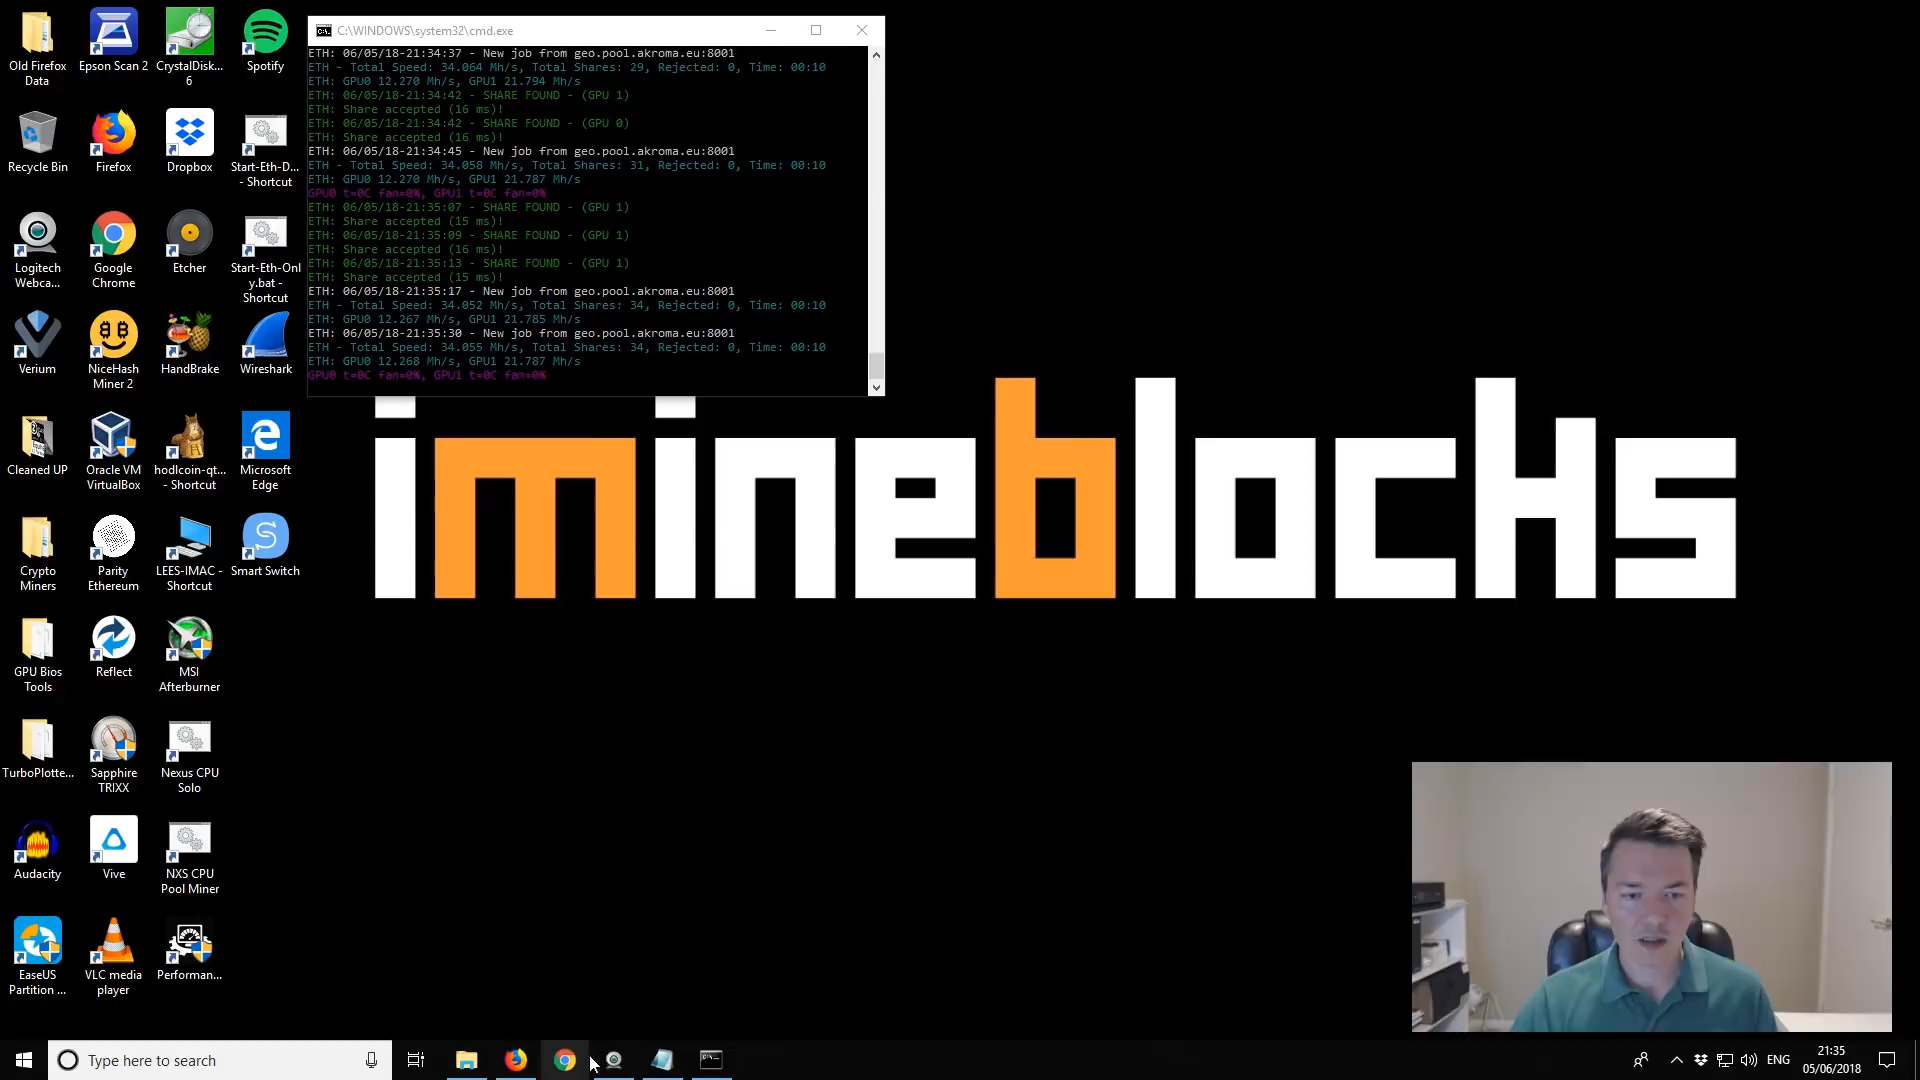 C:\WINDOWS\system32\cmd.exe
ETH: 06/05/18-21:34:37 - New job from geo.pool.akroma.eu:8001
ETH - Total Speed: 34.064 Mh/s, Total Shares: 29, Rejected: 0, Time: 00:10
ETH: GPU0 12.270 Mh/s, GPU1 21.794 Mh/s
ETH: 06/05/18-21:34:42 - SHARE FOUND - (GPU 1)
ETH: Share accepted (16 ms)!
ETH: 06/05/18-21:34:42 - SHARE FOUND - (GPU 0)
ETH: Share accepted (16 ms)!
ETH: 06/05/18-21:34:45 - New job from geo.pool.akroma.eu:8001
ETH - Total Speed: 34.058 Mh/s, Total Shares: 31, Rejected: 0, Time: 00:10
ETH: GPU0 12.270 Mh/s, GPU1 21.787 Mh/s
GPU0 t=0C fan=0%, GPU1 t=0C fan=0%
ETH: 06/05/18-21:35:07 - SHARE FOUND - (GPU 1)
ETH: Share accepted (15 ms)!
ETH: 06/05/18-21:35:09 - SHARE FOUND - (GPU 1)
ETH: Share accepted (16 ms)!
ETH: 06/05/18-21:35:13 - SHARE FOUND - (GPU 1)
ETH: Share accepted (15 ms)!
ETH: 06/05/18-21:35:17 - New job from geo.pool.akroma.eu:8001
ETH - Total Speed: 34.052 Mh/s, Total Shares: 34, Rejected: 0, Time: 00:10
ETH: GPU0 12.267 Mh/s, GPU1 21.785 Mh/s
ETH: 06/05/18-21:35:30 - New job from geo.pool.akroma.eu:8001
ETH - Total Speed: 34.055 Mh/s, Total Shares: 34, Rejected: 0, Time: 00:10
ETH: GPU0 12.268 Mh/s, GPU1 21.787 Mh/s
GPU0 t=0C fan=0%, GPU1 t=0C fan=0%
imineblocks
Old Firefox
Data
Epson Scan 2
CrystalDisk...
6
Spotify
Recycle Bin
Firefox
Dropbox
Start-Eth-D...
- Shortcut
Logitech
Webca...
Google
Chrome
Etcher
Start-Eth-Onl
y.bat -
Shortcut
Verium
NiceHash
Miner 2
HandBrake
Wireshark
Cleaned UP
Oracle VM
VirtualBox
hodlcoin-qt...
- Shortcut
Microsoft
Edge
Crypto
Miners
Parity
Ethereum
LEES-IMAC -
Shortcut
Smart Switch
GPU Bios
Tools
Reflect
MSI
Afterburner
TurboPlotte...
Sapphire
TRIXX
Nexus CPU
Solo
Audacity
Vive
NXS CPU
Pool Miner
EaseUS
Partition ...
VLC media
player
Performan...
Type here to search
ENG
21:35
05/06/2018